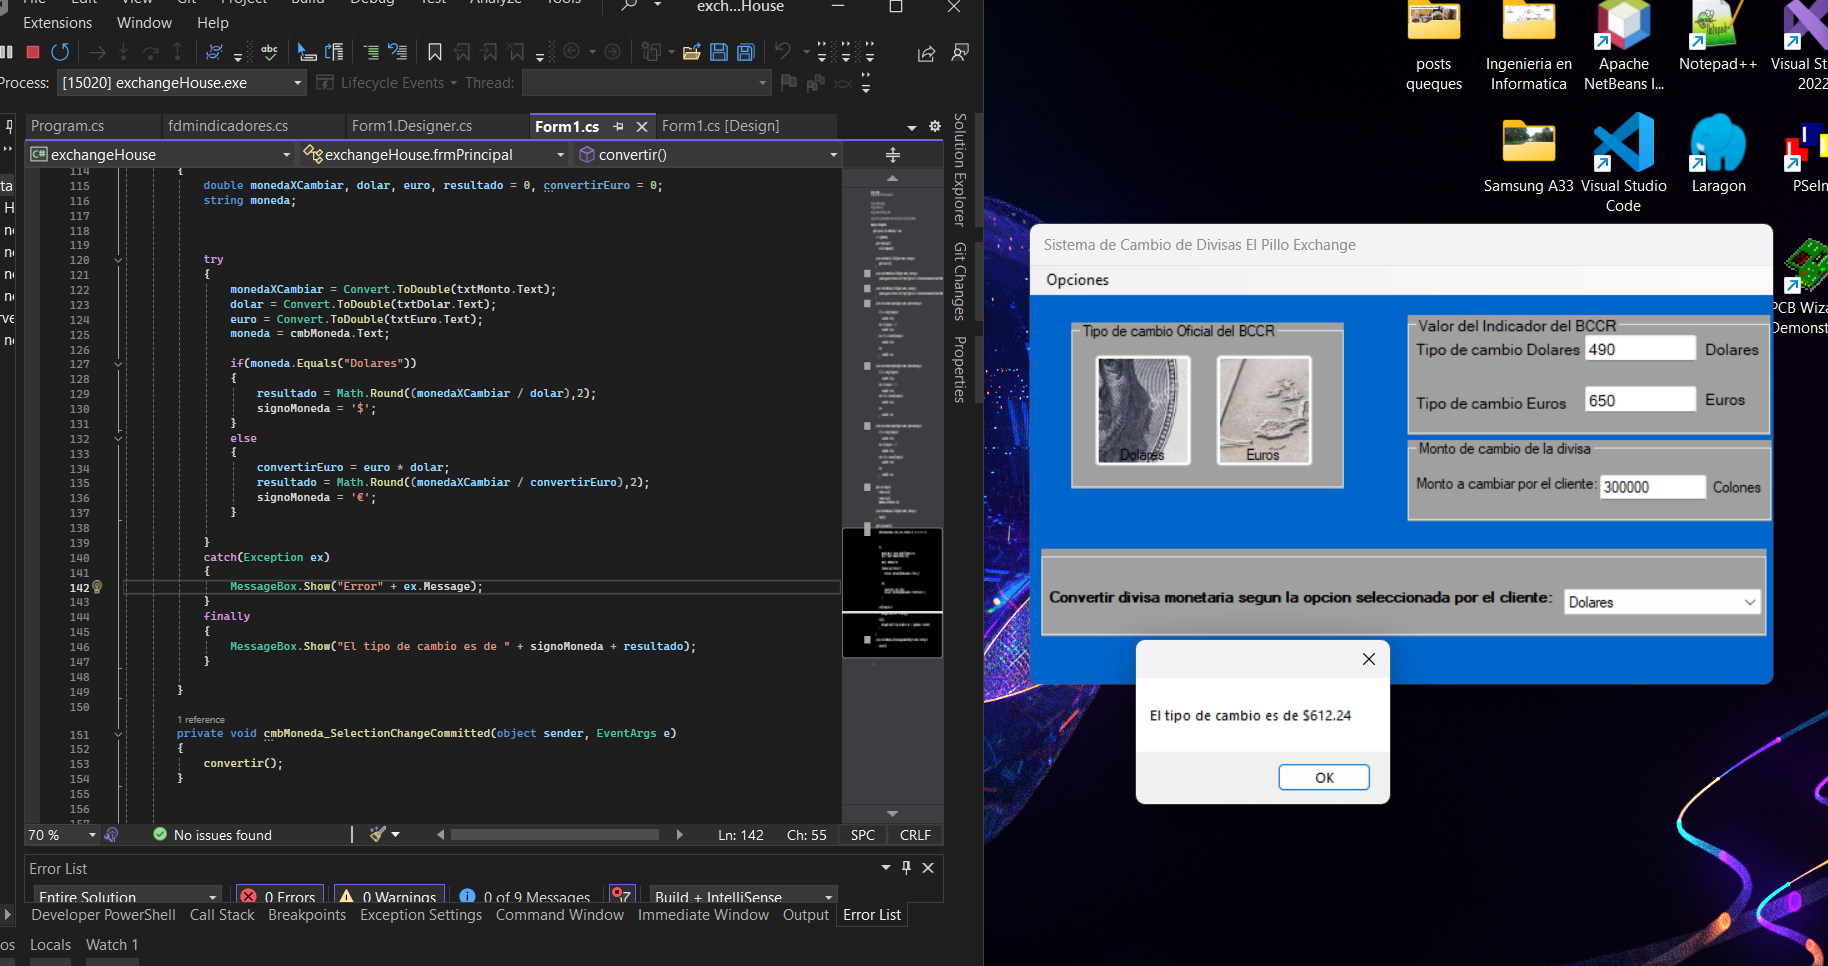 File Edit View Git Project Build Debug Test Analyze Tools exch...House
Extensions Window Help
Process: [15020] exchangeHouse.exe Lifecycle Events Thread:
Program.cs fdmindicadores.cs Form1.Designer.cs Form1.cs Form1.cs [Design]
exchangeHouse exchangeHouse.frmPrincipal convertir()
114 {
115 double monedaXCambiar, dolar, euro, resultado = 0, convertirEuro = 0;
116 string moneda;
117
118
119
120 try
121 {
122 monedaXCambiar = Convert.ToDouble(txtMonto.Text);
123 dolar = Convert.ToDouble(txtDolar.Text);
124 euro = Convert.ToDouble(txtEuro.Text);
125 moneda = cmbMoneda.Text;
126
127 if(moneda.Equals("Dolares"))
128 {
129 resultado = Math.Round((monedaXCambiar / dolar),2);
130 signoMoneda = '$';
131 }
132 else
133 {
134 convertirEuro = euro * dolar;
135 resultado = Math.Round((monedaXCambiar / convertirEuro),2);
136 signoMoneda = '€';
137 }
138
139 }
140 catch(Exception ex)
141 {
142 MessageBox.Show("Error" + ex.Message);
143 }
144 finally
145 {
146 MessageBox.Show("El tipo de cambio es de " + signoMoneda + resultado);
147 }
148
149 }
150
1 reference
151 private void cmbMoneda_SelectionChangeCommitted(object sender, EventArgs e)
152 {
153 convertir();
154 }
155
156
157
70 % No issues found Ln: 142 Ch: 55 SPC CRLF
Error List
Entire Solution 0 Errors 0 Warnings 0 of 9 Messages Build + IntelliSense
Developer PowerShell Call Stack Breakpoints Exception Settings Command Window Immediate Window Output Error List
Locals Watch 1
Solution Explorer
Git Changes
Properties
posts
queques
Ingenieria en
Informatica
Apache
NetBeans I...
Notepad++
Visual St
2022
Samsung A33
Visual Studio
Code
Laragon
PSeIn
PCB Wiza
Demonst
Sistema de Cambio de Divisas El Pillo Exchange
Opciones
Tipo de cambio Oficial del BCCR
Dolares
Euros
Valor del Indicador del BCCR
Tipo de cambio Dolares 490 Dolares
Tipo de cambio Euros 650 Euros
Monto de cambio de la divisa
Monto a cambiar por el cliente: 300000 Colones
Convertir divisa monetaria segun la opcion seleccionada por el cliente: Dolares
El tipo de cambio es de $612.24
OK